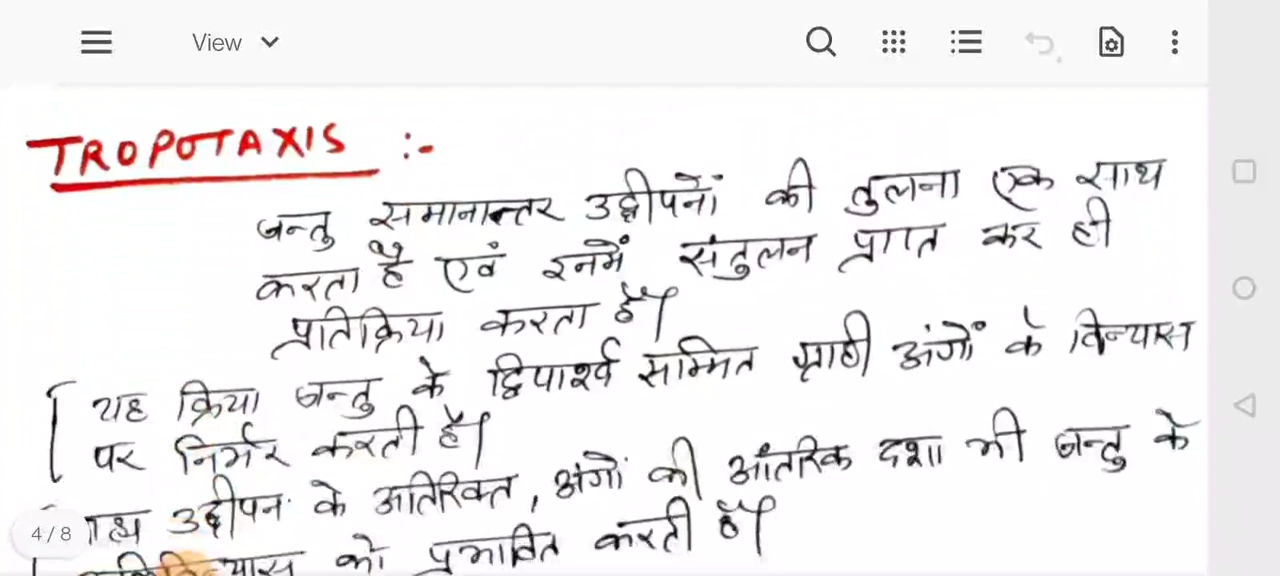 View
TROPOTAXIS :-
जन्तु समानान्तर उद्दीपनों की तुलना एक साथ
करता है एवं इनमें संतुलन प्राप्त कर ही
प्रतिक्रिया करता है।
यह क्रिया जन्तु के द्विपार्श्व सममित ग्राही अंगों के विन्यास
पर निर्भर करती है।
उद्दीपन के अतिरिक्त, अंगों की आंतरिक दशा भी जन्तु के
को प्रभावित करती है।
4 / 8